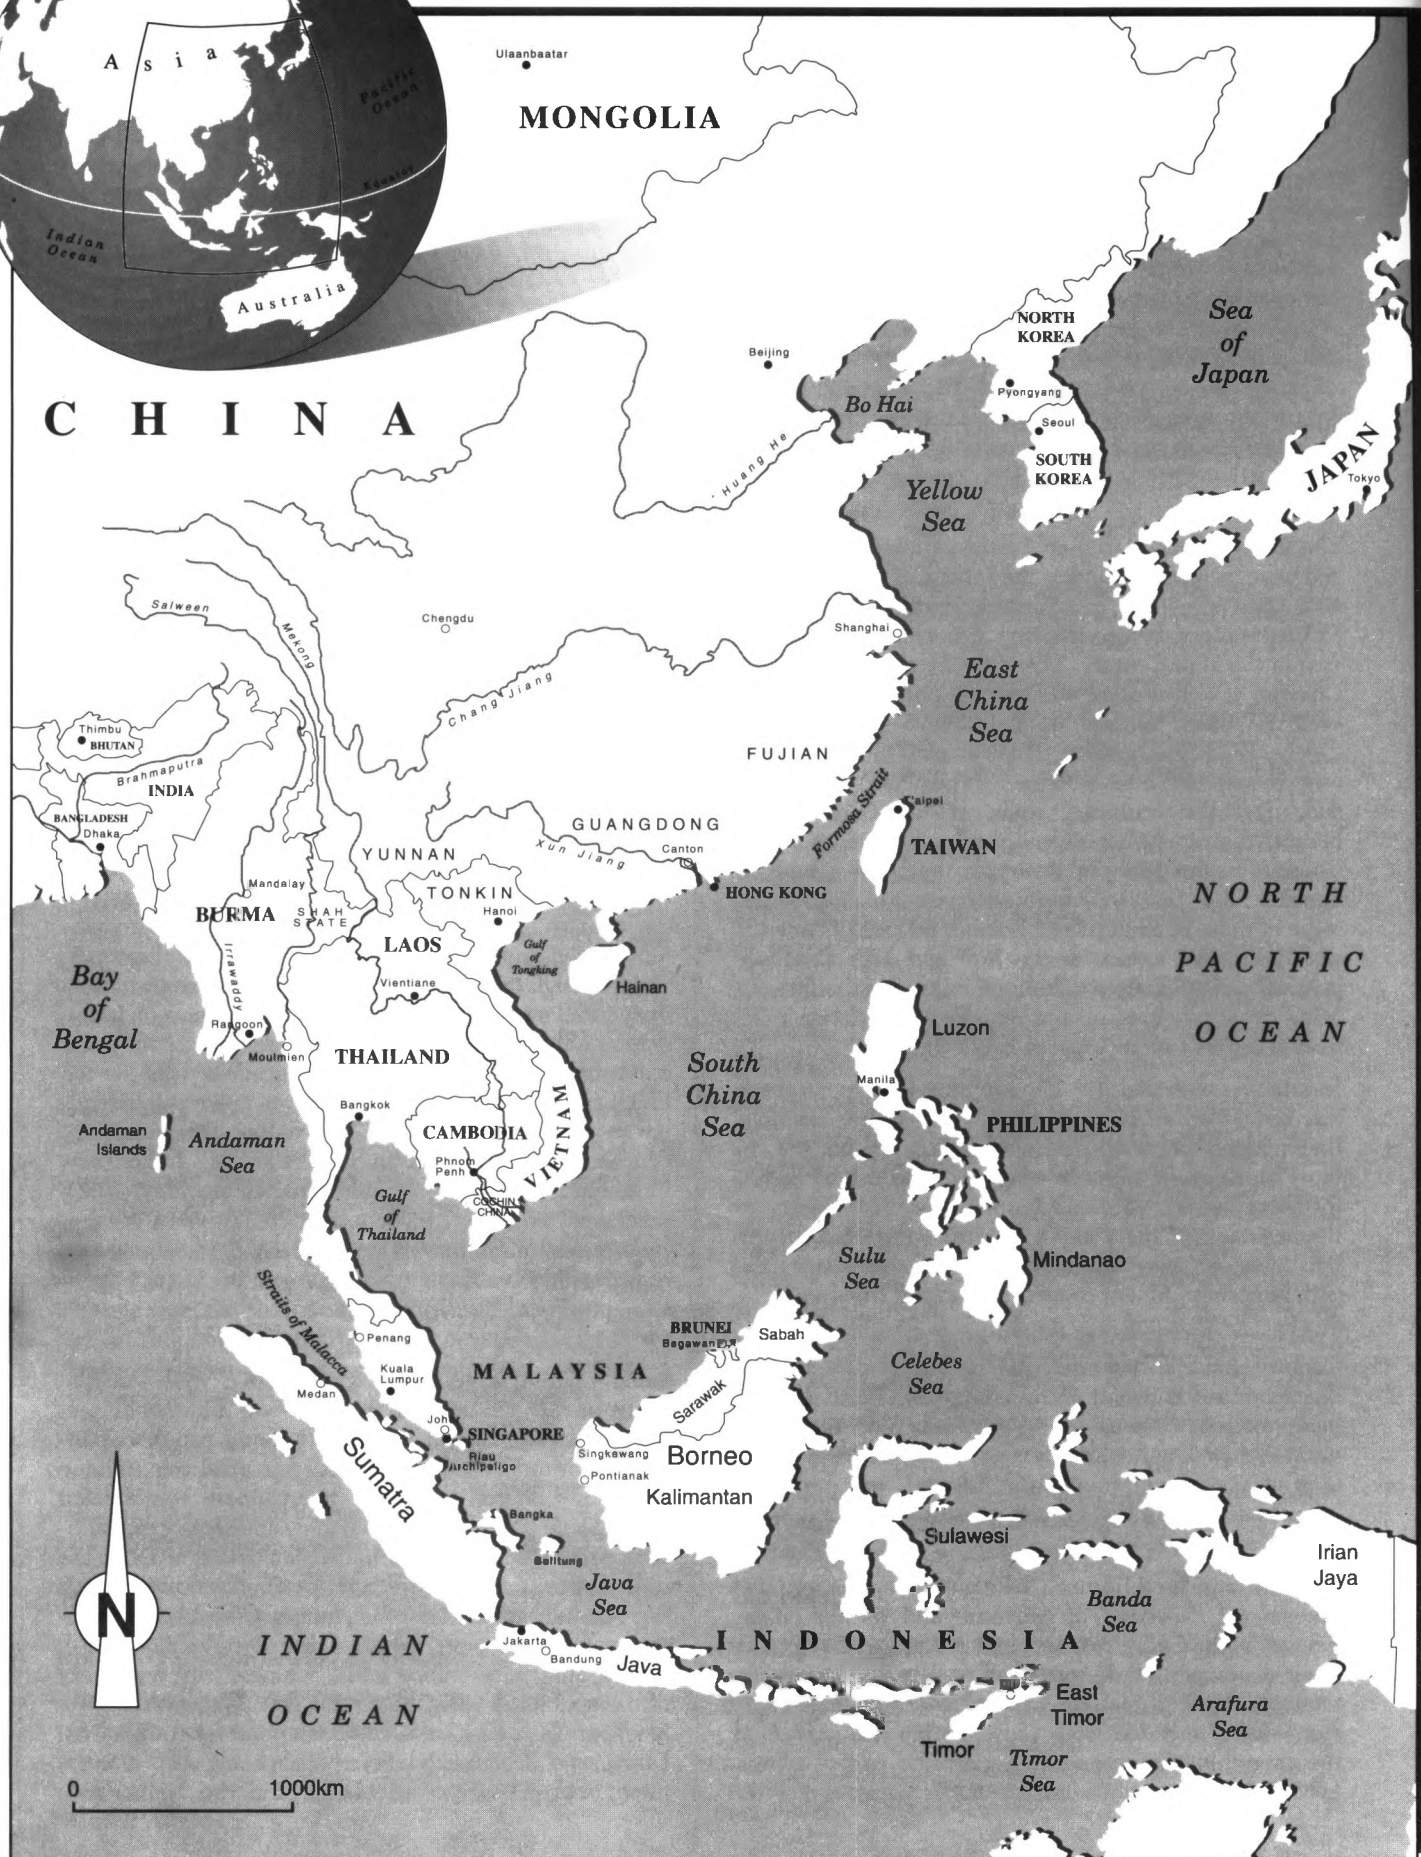 Asia
Pacific
Ocean
Equator
Indian
Ocean
Australia
Ulaanbaatar
MONGOLIA
CHINA
Beijing
Bo Hai
Huang He
NORTH
KOREA
Pyongyang
Seoul
SOUTH
KOREA
Sea
of
Japan
JAPAN
Tokyo
Yellow
Sea
Salween
Mekong
Chengdu
Chang Jiang
Shanghai
East
China
Sea
Thimbu
BHUTAN
Brahmaputra
INDIA
BANGLADESH
Dhaka
FUJIAN
Formosa Strait
Taipei
TAIWAN
GUANGDONG
Xun Jiang
Canton
HONG KONG
YUNNAN
TONKIN
Hanoi
Mandalay
BURMA
SHAH
STATE
Irrawaddy
LAOS
Gulf
of
Tongking
Hainan
Vientiane
Bay
of
Bengal
Rangoon
Moulmien
THAILAND
Bangkok
NORTH
PACIFIC
OCEAN
Luzon
Manila
South
China
Sea
PHILIPPINES
Andaman
Islands
Andaman
Sea
CAMBODIA
Phnom
Penh
VIETNAM
COCHIN
CHINA
Gulf
of
Thailand
Sulu
Sea
Mindanao
Straits of Malacca
Penang
Kuala
Lumpur
MALAYSIA
BRUNEI
Begawan
Sabah
Sarawak
Celebes
Sea
Medan
Johor
SINGAPORE
Riau
Archipeligo
Sumatra
Singkawang
Pontianak
Borneo
Kalimantan
Bangka
Belitung
Java
Sea
Sulawesi
Irian
Jaya
Banda
Sea
N
INDIAN
OCEAN
Jakarta
Bandung
Java
INDONESIA
East
Timor
Timor
Timor
Sea
Arafura
Sea
0 1000km